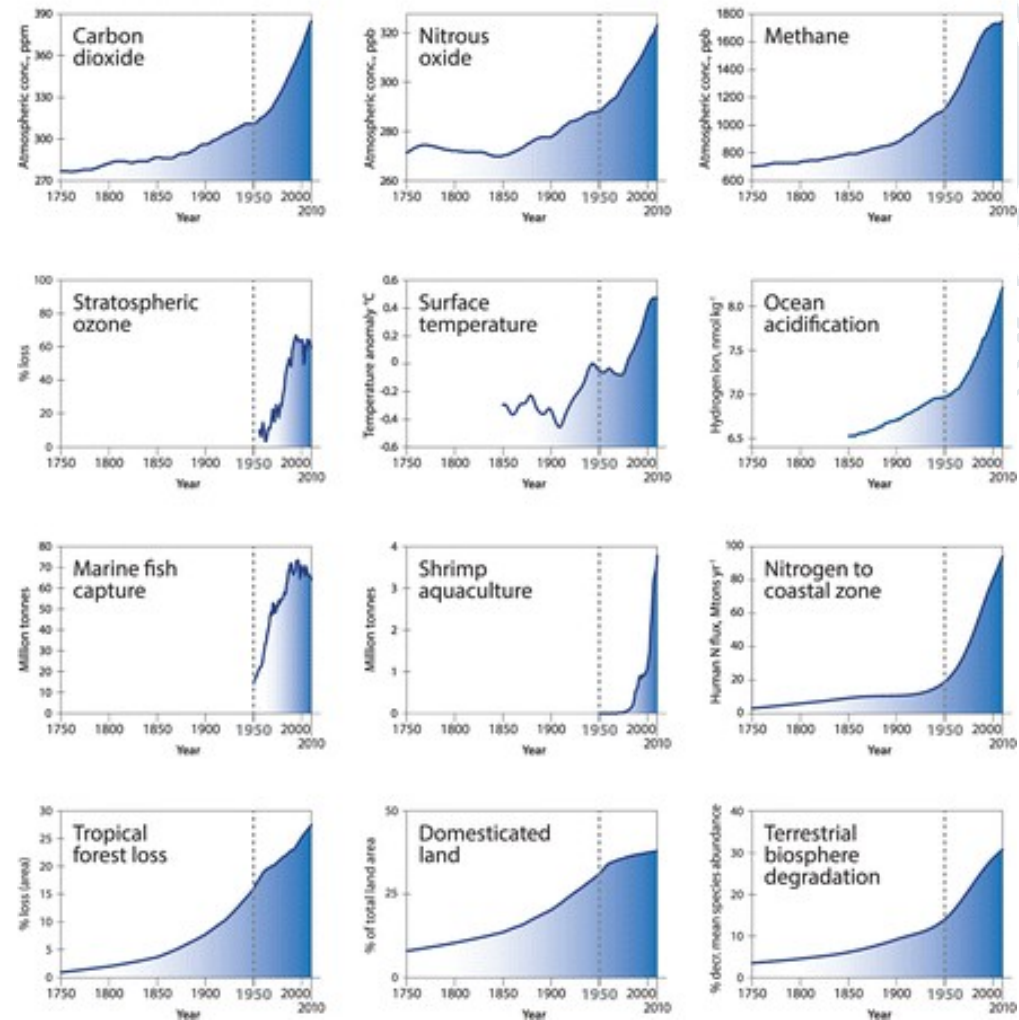 Carbon
dioxide
Atmospheric conc., ppm
390
360
330
300
270
1750 1800 1850 1900 1950 2000
2010
Year
Nitrous
oxide
Atmospheric conc., ppb
320
300
280
260
1750 1800 1850 1900 1950 2000
2010
Year
Methane
Atmospheric conc., ppb
1800
1600
1400
1200
1000
800
600
1750 1800 1850 1900 1950 2000
2010
Year
Stratospheric
ozone
% loss
100
80
60
40
20
0
1750 1800 1850 1900 1950 2000
2010
Year
Surface
temperature
Temperature anomaly °C
0.6
0.4
0.2
0
-0.2
-0.4
-0.6
1750 1800 1850 1900 1950 2000
2010
Year
Ocean
acidification
Hydrogen ion, nmol kg⁻¹
8.0
7.5
7.0
6.5
1750 1800 1850 1900 1950 2000
2010
Year
Marine fish
capture
Million tonnes
80
70
60
50
40
30
20
10
0
1750 1800 1850 1900 1950 2000
2010
Year
Shrimp
aquaculture
Million tonnes
4
3
2
1
0
1750 1800 1850 1900 1950 2000
2010
Year
Nitrogen to
coastal zone
Human N flux, Mtons yr⁻¹
100
80
60
40
20
0
1750 1800 1850 1900 1950 2000
2010
Year
Tropical
forest loss
% loss (area)
30
25
20
15
10
5
0
1750 1800 1850 1900 1950 2000
2010
Year
Domesticated
land
% of total land area
50
25
0
1750 1800 1850 1900 1950 2000
2010
Year
Terrestrial
biosphere
degradation
% decr. mean species abundance
40
30
20
10
0
1750 1800 1850 1900 1950 2000
2010
Year